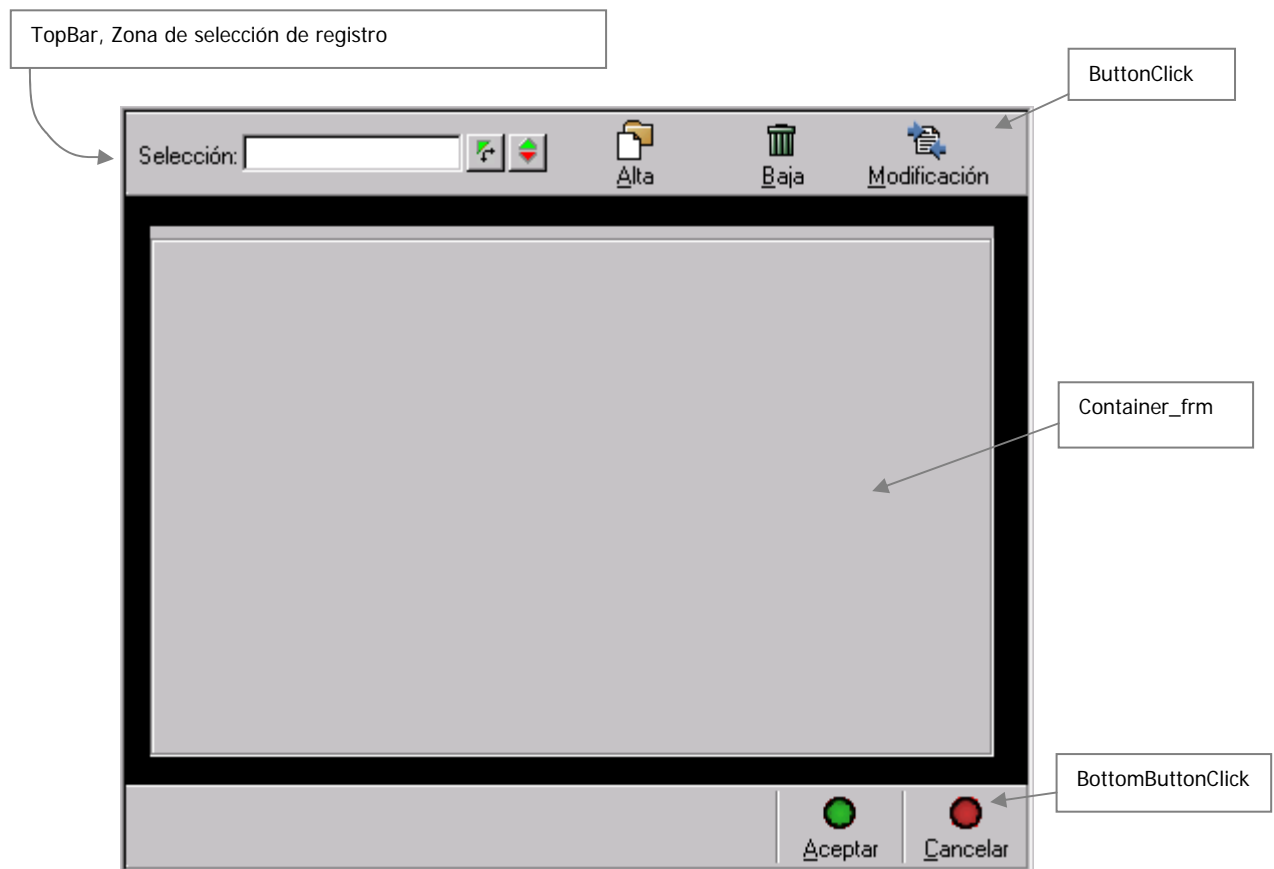 TopBar, Zona de selección de registro
ButtonClick
Selección:
Alta
Baja
Modificación
Container_frm
BottomButtonClick
Aceptar
Cancelar